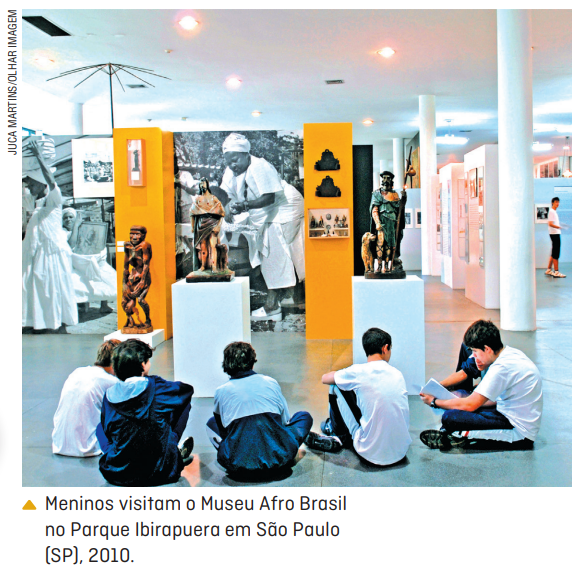 JUCA MARTINS/OLHAR IMAGEM
Meninos visitam o Museu Afro Brasil
no Parque Ibirapuera em São Paulo
(SP), 2010.